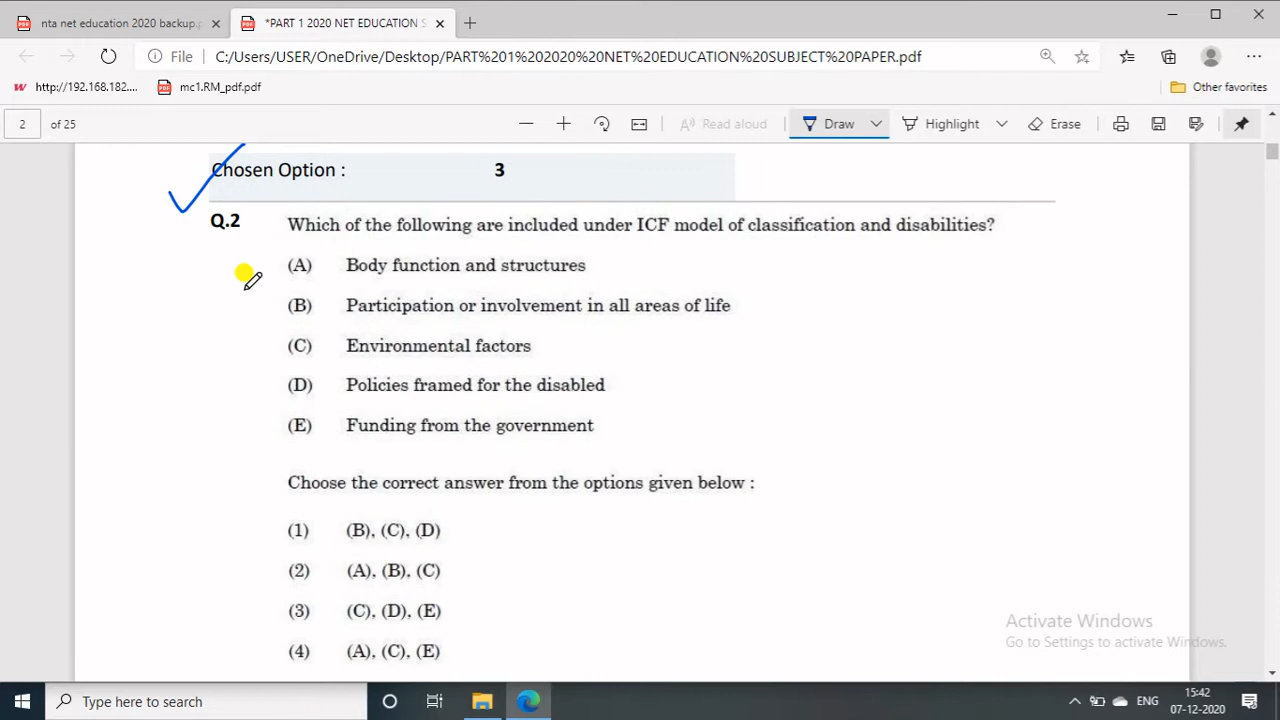 nta net education 2020 backup.p
*PART 1 2020 NET EDUCATION S
File C:/Users/USER/OneDrive/Desktop/PART%201%202020%20NET%20EDUCATION%20SUBJECT%20PAPER.pdf
http://192.168.182.... mc1.RM_pdf.pdf Other favorites
2 of 25 Read aloud Draw Highlight Erase
Chosen Option : 3
Q.2 Which of the following are included under ICF model of classification and disabilities?
(A) Body function and structures
(B) Participation or involvement in all areas of life
(C) Environmental factors
(D) Policies framed for the disabled
(E) Funding from the government
Choose the correct answer from the options given below :
(1) (B), (C), (D)
(2) (A), (B), (C)
(3) (C), (D), (E)
(4) (A), (C), (E)
Activate Windows
Go to Settings to activate Windows.
Type here to search
ENG
15:42
07-12-2020